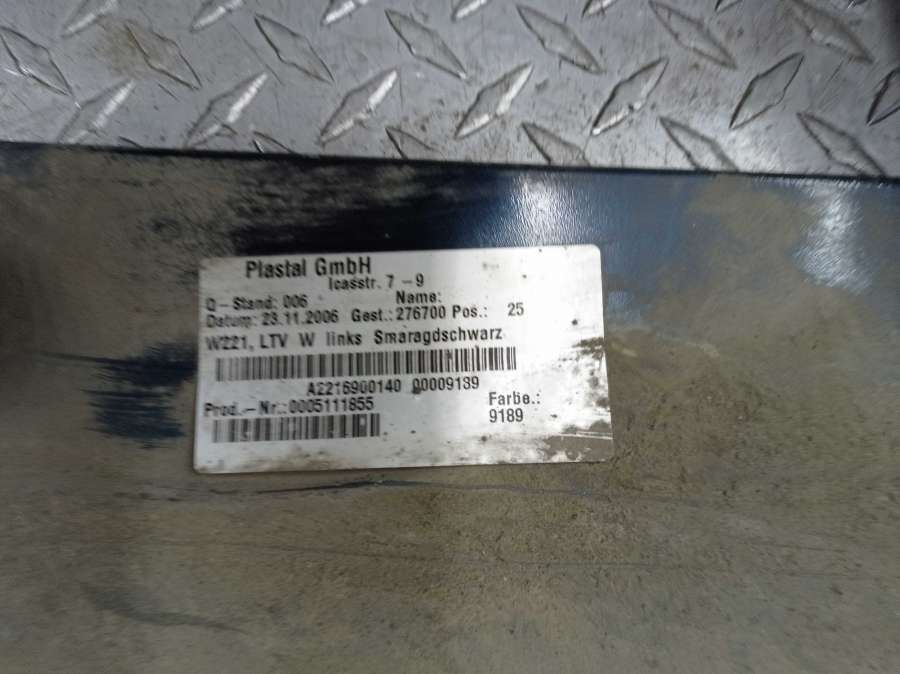 Plastal GmbH
Icasstr. 7-9
Q-Stand: 006 Name:
Datum: 23.11.2006 Gest.: 276700 Pos.: 25
W221, LTV W links Smaragdschwarz
A2216900140 00009189
Prod.-Nr.:0005111855 Farbe.:
9189